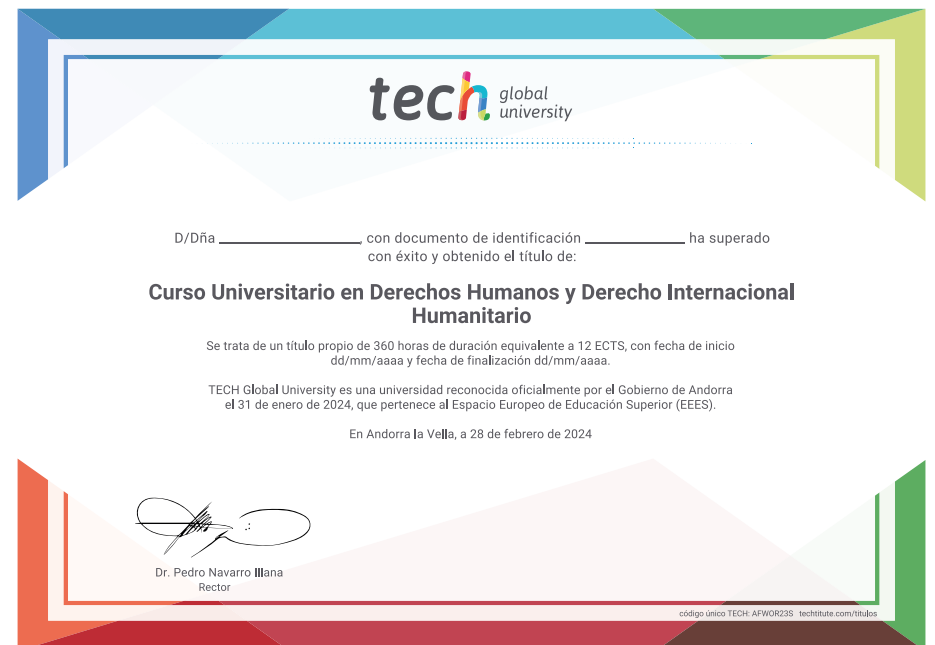 tech global university
D/Dña ______________, con documento de identificación ______________ ha superado
con éxito y obtenido el título de:
Curso Universitario en Derechos Humanos y Derecho Internacional
Humanitario
Se trata de un título propio de 360 horas de duración equivalente a 12 ECTS, con fecha de inicio
dd/mm/aaaa y fecha de finalización dd/mm/aaaa.
TECH Global University es una universidad reconocida oficialmente por el Gobierno de Andorra
el 31 de enero de 2024, que pertenece al Espacio Europeo de Educación Superior (EEES).
En Andorra la Vella, a 28 de febrero de 2024
Dr. Pedro Navarro Illana
Rector
código único TECH: AFWOR23S techtitute.com/titulos